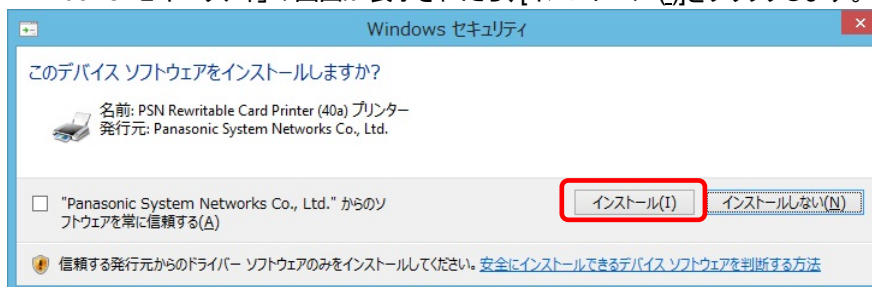 Windows セキュリティ
このデバイス ソフトウェアをインストールしますか?
名前: PSN Rewritable Card Printer (40a) プリンター
発行元: Panasonic System Networks Co., Ltd.
"Panasonic System Networks Co., Ltd." からのソ
フトウェアを常に信頼する(A)
インストール(I)
インストールしない(N)
信頼する発行元からのドライバー ソフトウェアのみをインストールしてください。安全にインストールできるデバイス ソフトウェアを判断する方法